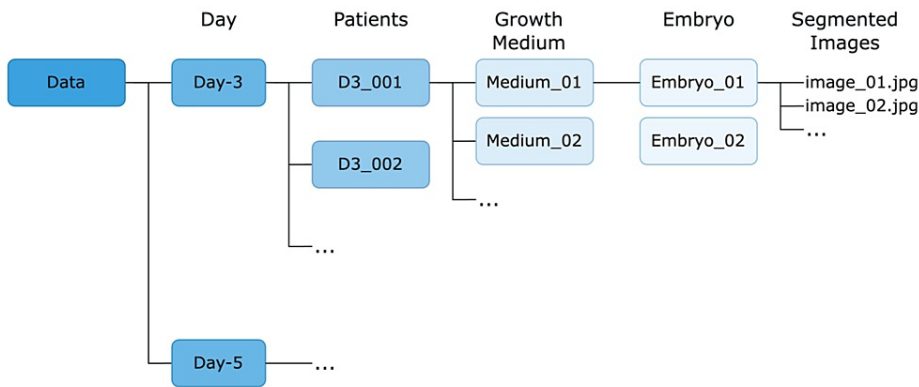 Day
Patients
Growth
Medium
Embryo
Segmented
Images
Data
Day-3
D3_001
Medium_01
Embryo_01
image_01.jpg
image_02.jpg
...
D3_002
Medium_02
Embryo_02
...
...
Day-5
...